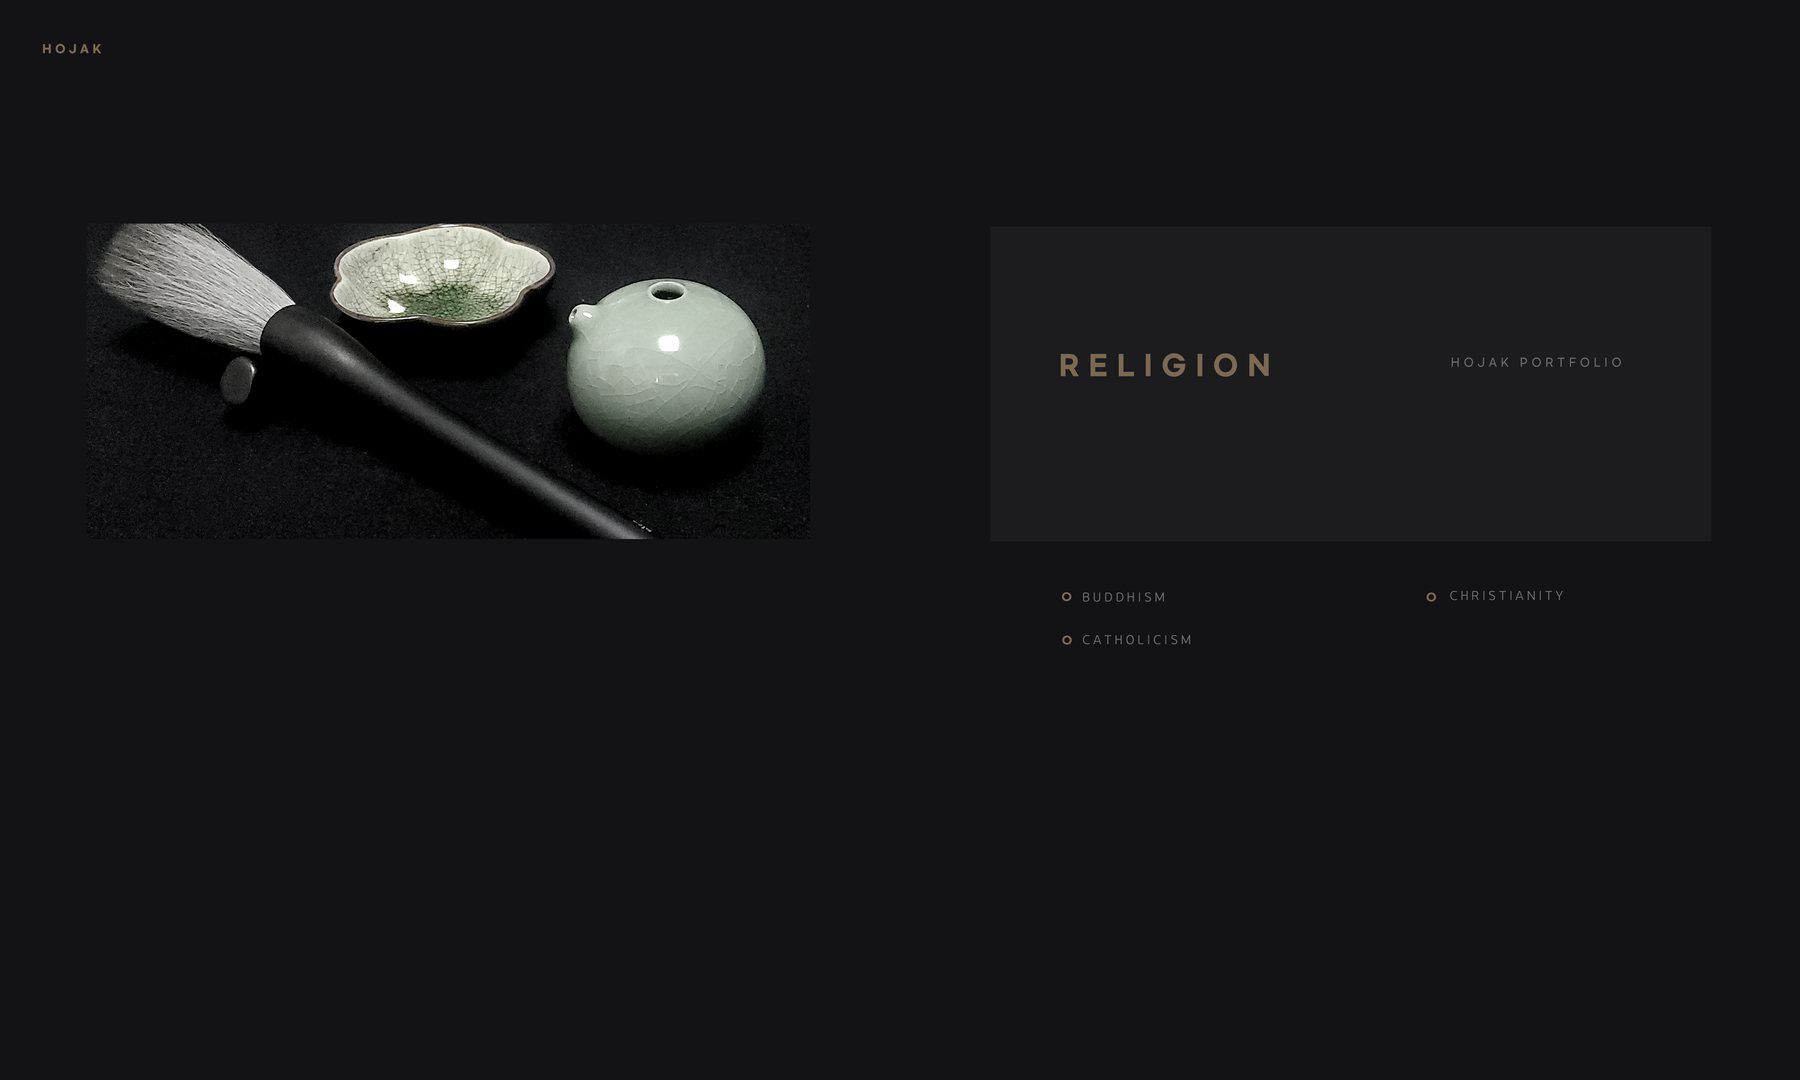 HOJAK
RELIGION
HOJAK PORTFOLIO
BUDDHISM
CHRISTIANITY
CATHOLICISM